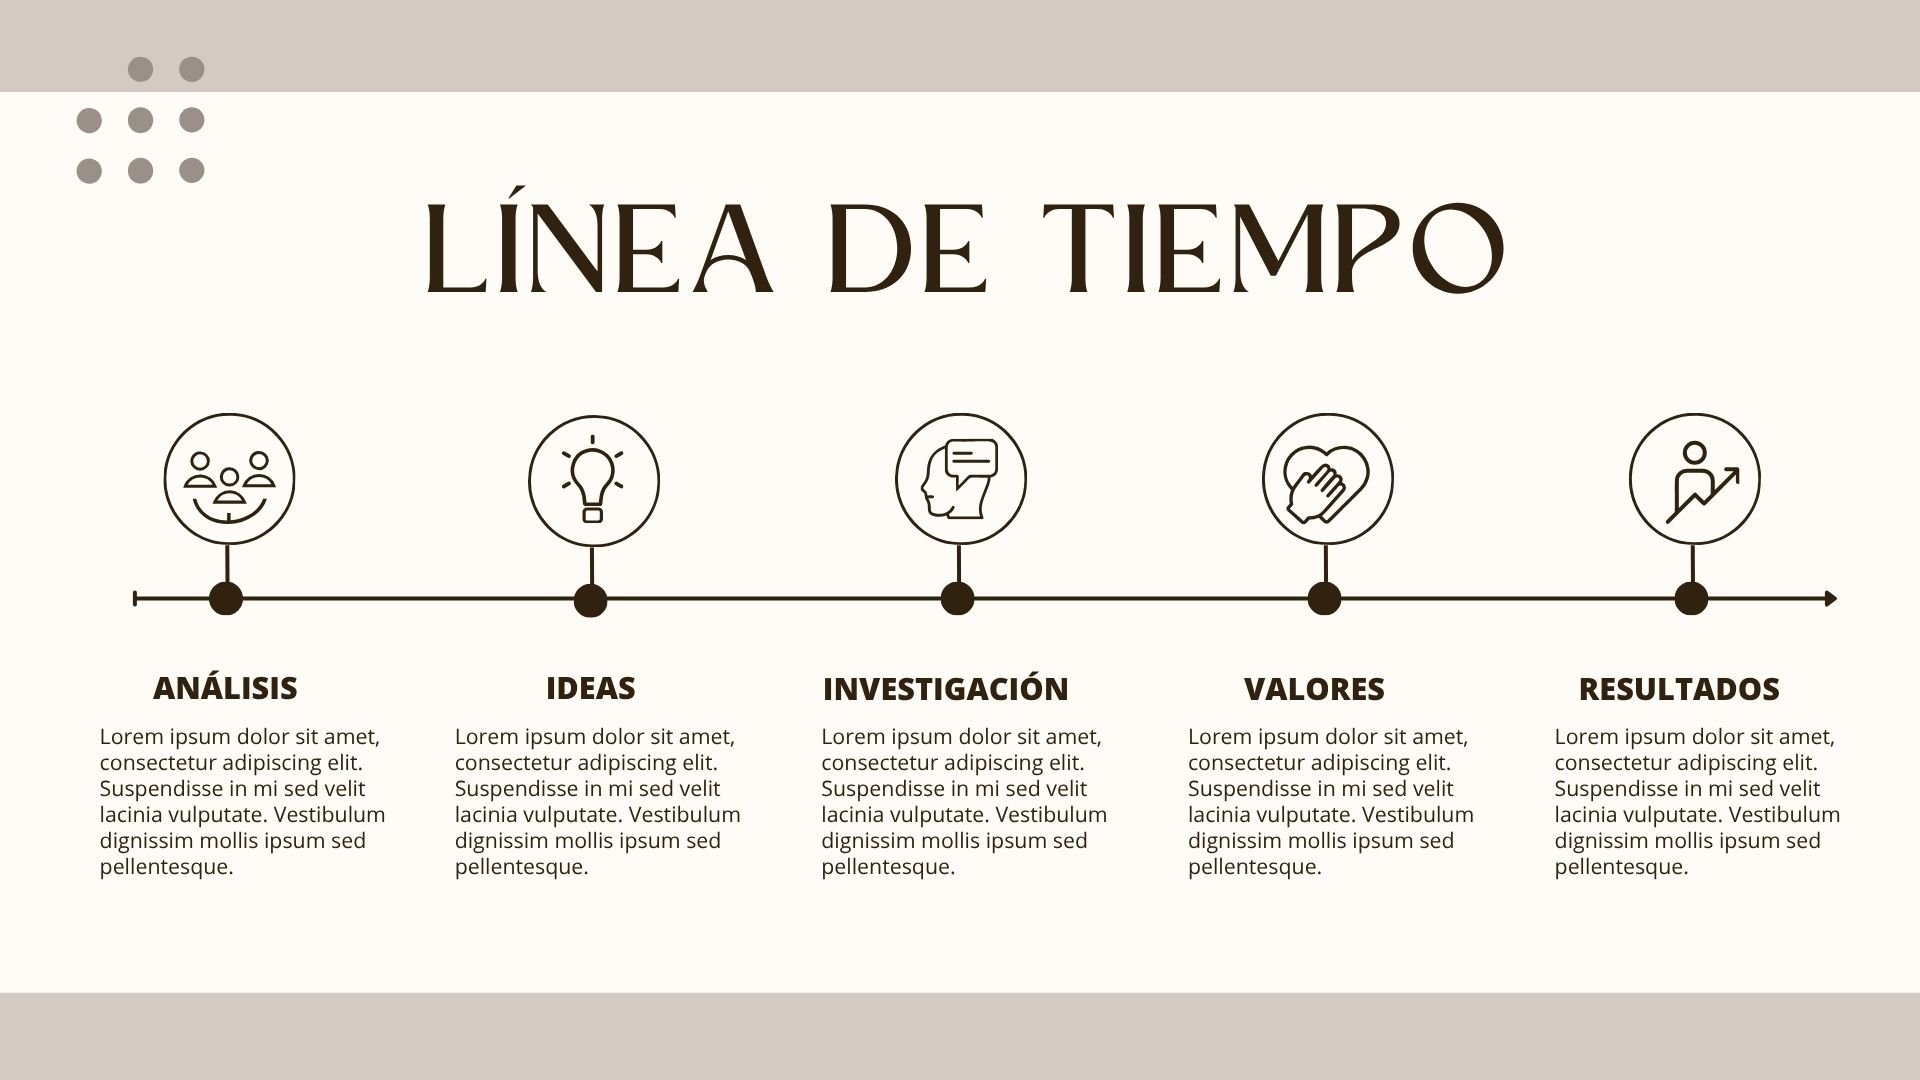 LÍNEA DE TIEMPO
ANÁLISIS
Lorem ipsum dolor sit amet,
consectetur adipiscing elit.
Suspendisse in mi sed velit
lacinia vulputate. Vestibulum
dignissim mollis ipsum sed
pellentesque.
IDEAS
Lorem ipsum dolor sit amet,
consectetur adipiscing elit.
Suspendisse in mi sed velit
lacinia vulputate. Vestibulum
dignissim mollis ipsum sed
pellentesque.
INVESTIGACIÓN
Lorem ipsum dolor sit amet,
consectetur adipiscing elit.
Suspendisse in mi sed velit
lacinia vulputate. Vestibulum
dignissim mollis ipsum sed
pellentesque.
VALORES
Lorem ipsum dolor sit amet,
consectetur adipiscing elit.
Suspendisse in mi sed velit
lacinia vulputate. Vestibulum
dignissim mollis ipsum sed
pellentesque.
RESULTADOS
Lorem ipsum dolor sit amet,
consectetur adipiscing elit.
Suspendisse in mi sed velit
lacinia vulputate. Vestibulum
dignissim mollis ipsum sed
pellentesque.